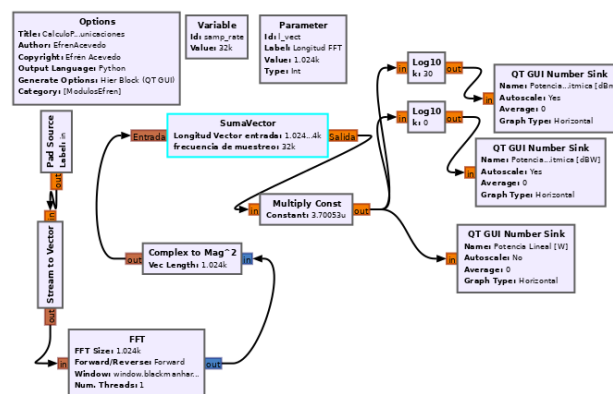 Options
Title: CalculoP...unicaciones
Author: EfrenAcevedo
Copyright: Efrén Acevedo
Output Language: Python
Generate Options: Hier Block (QT GUI)
Category: [ModulosEfren]
Variable
Id: samp_rate
Value: 32k
Parameter
Id: l_vect
Label: Longitud FFT
Value: 1.024k
Type: Int
Log10
k: 30
in
out
QT GUI Number Sink
Name: Potencia...itmica [dBm]
Autoscale: Yes
Average: 0
Graph Type: Horizontal
in
Log10
k: 0
in
out
QT GUI Number Sink
Name: Potencia...itmica [dBW]
Autoscale: Yes
Average: 0
Graph Type: Horizontal
in
SumaVector
Longitud Vector entrada: 1.024...4k
frecuencia de muestreo: 32k
Entrada
Salida
Pad Source
Label: in
out
Multiply Const
Constant: 3.70053u
in
out
QT GUI Number Sink
Name: Potencia Lineal [W]
Autoscale: No
Average: 0
Graph Type: Horizontal
in
Stream to Vector
in
out
Complex to Mag^2
Vec Length: 1.024k
out
in
FFT
FFT Size: 1.024k
Forward/Reverse: Forward
Window: window.blackmanhar...
Num. Threads: 1
in
out